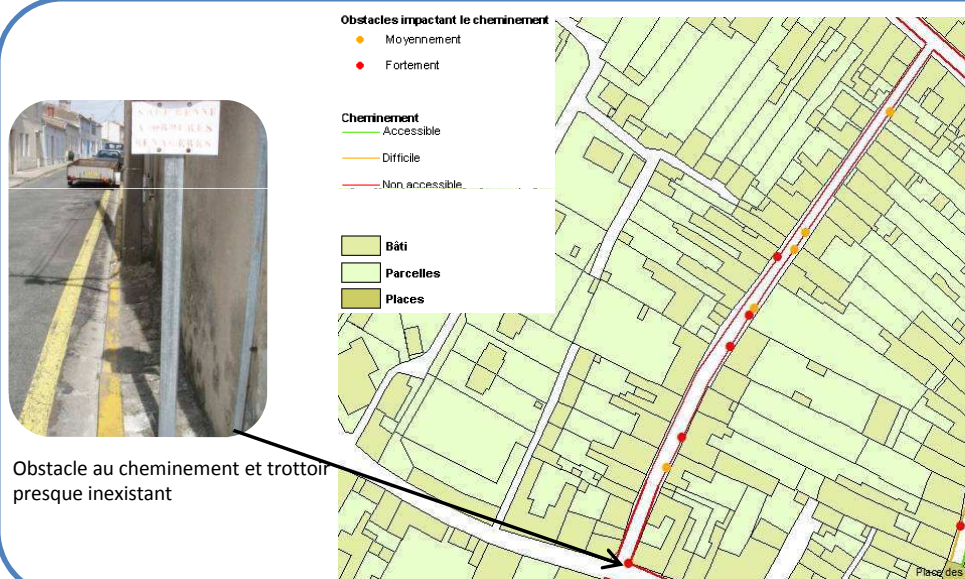 Obstacles impactant le cheminement
Moyennement
Fortement
Cheminement
Accessible
Difficile
Non accessible
Bâti
Parcelles
Places
MENAGERES
Obstacle au cheminement et trottoir
presque inexistant
Place des